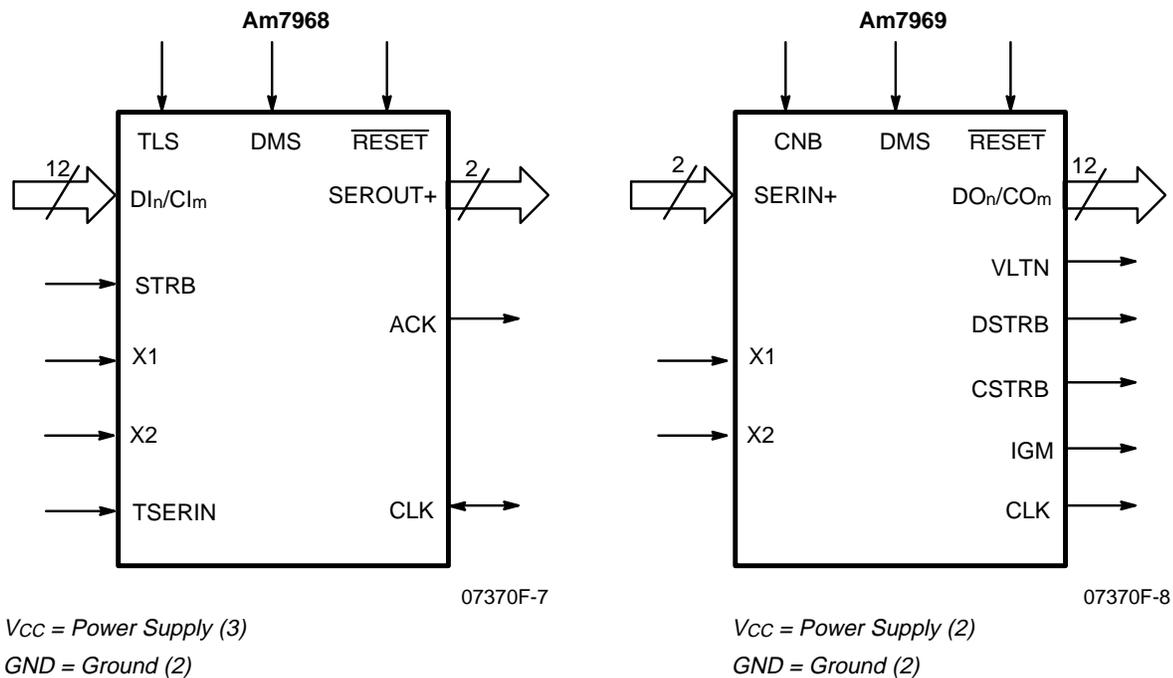 Am7968
TLS DMS RESET
12
DIn/CIm
SEROUT+
2
STRB
ACK
X1
X2
TSERIN
CLK
07370F-7
VCC = Power Supply (3)
GND = Ground (2)
Am7969
CNB DMS RESET
2
SERIN+
DOn/COm
12
VLTN
DSTRB
X1
CSTRB
X2
IGM
CLK
07370F-8
VCC = Power Supply (2)
GND = Ground (2)